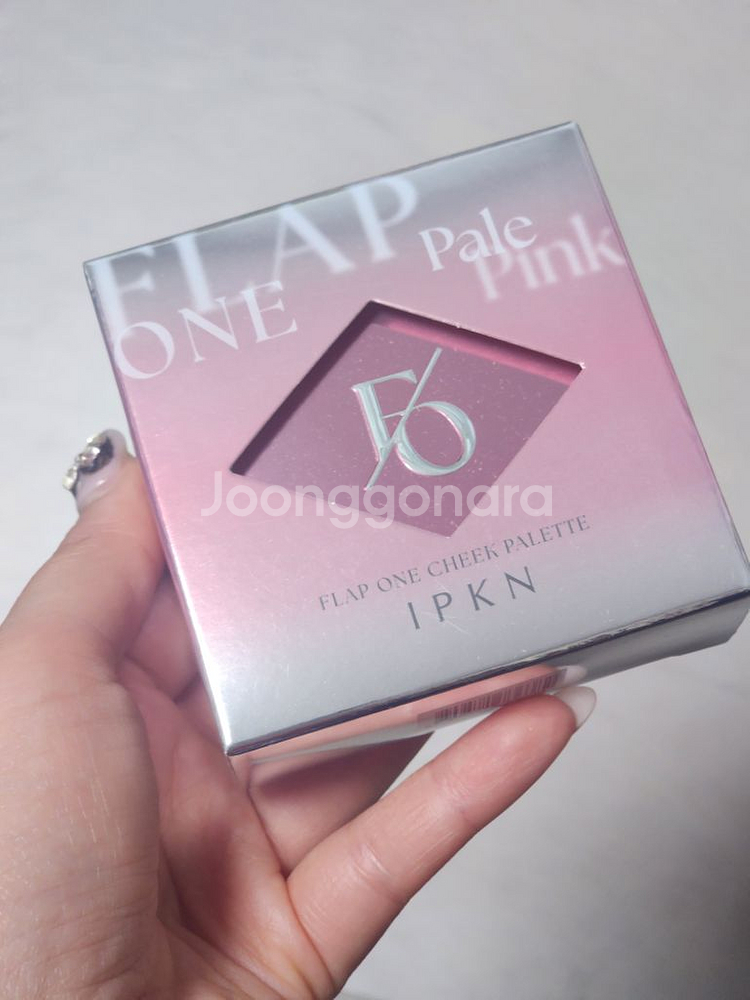 FLAP
ONE
Pale
Pink
F/O
Joonggonara
FLAP ONE CHEEK PALETTE
IPKN